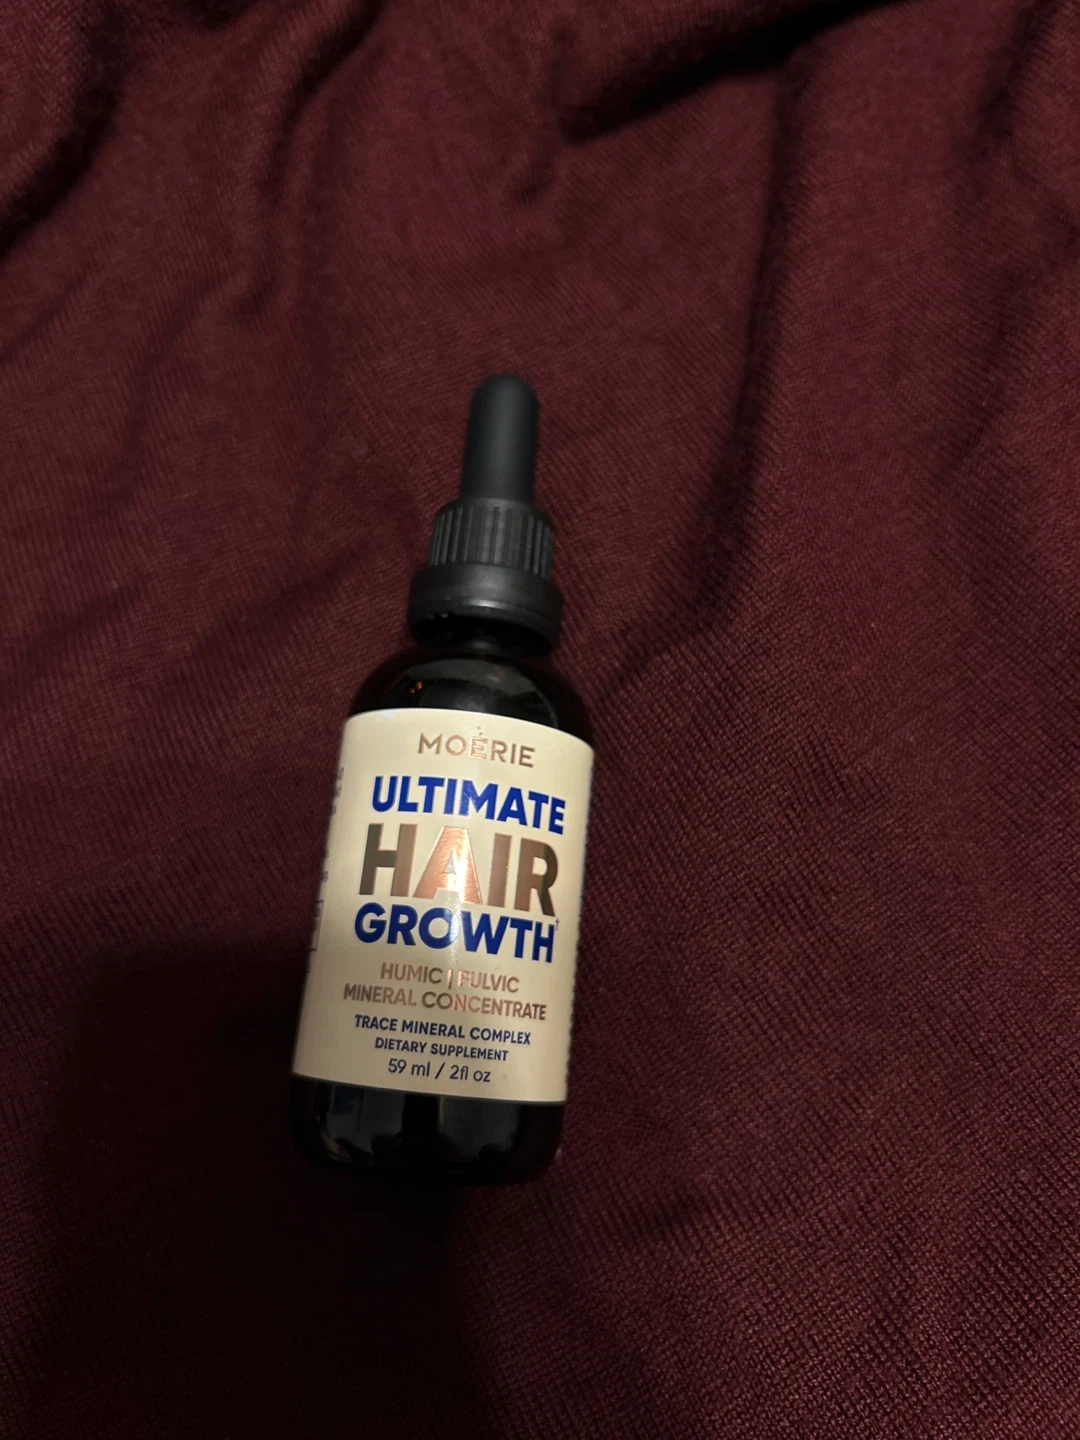 MOÉRIE
ULTIMATE
HAIR
GROWTH†
HUMIC | FULVIC
MINERAL CONCENTRATE
TRACE MINERAL COMPLEX
DIETARY SUPPLEMENT
59 ml / 2fl oz